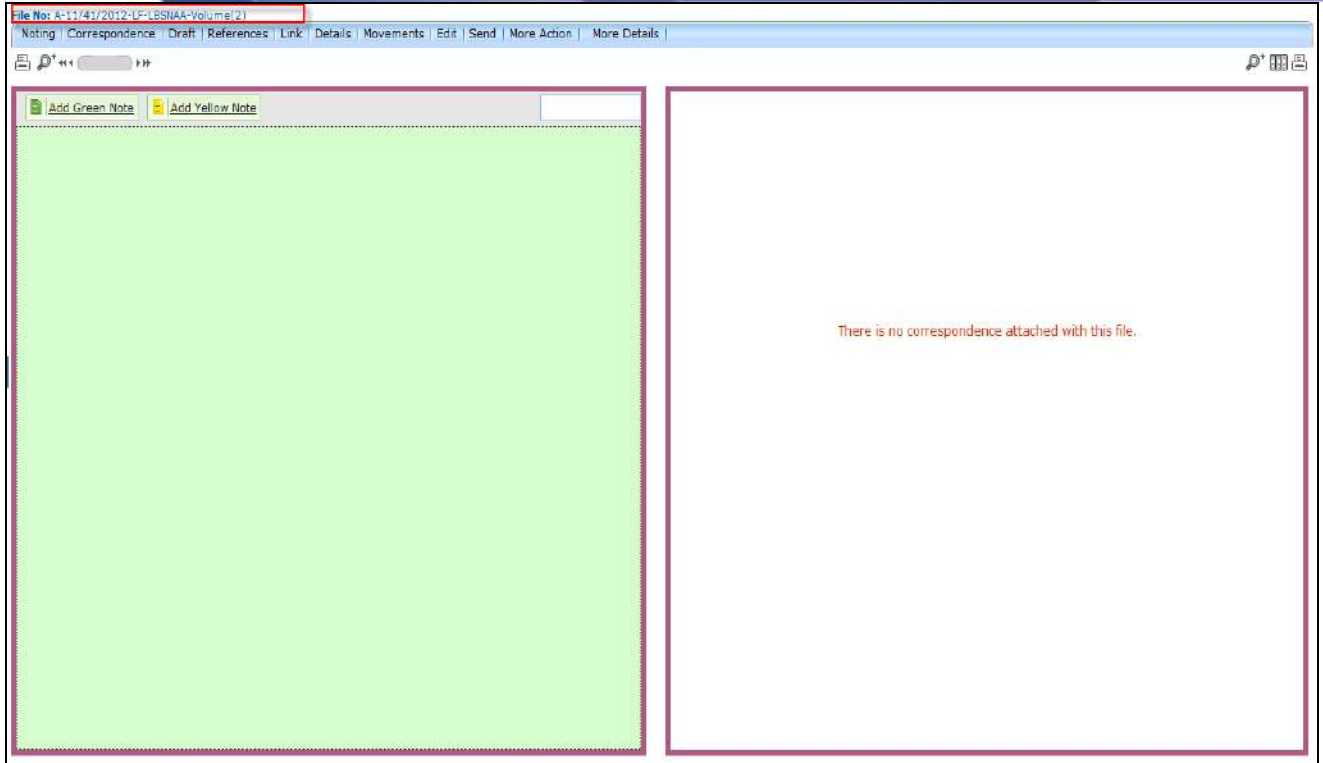 File No: A-11/41/2012-LF-LBSNAA-Volume(2)
Noting | Correspondence | Draft | References | Link | Details | Movements | Edit | Send | More Action | More Details |
Add Green Note Add Yellow Note
There is no correspondence attached with this file.